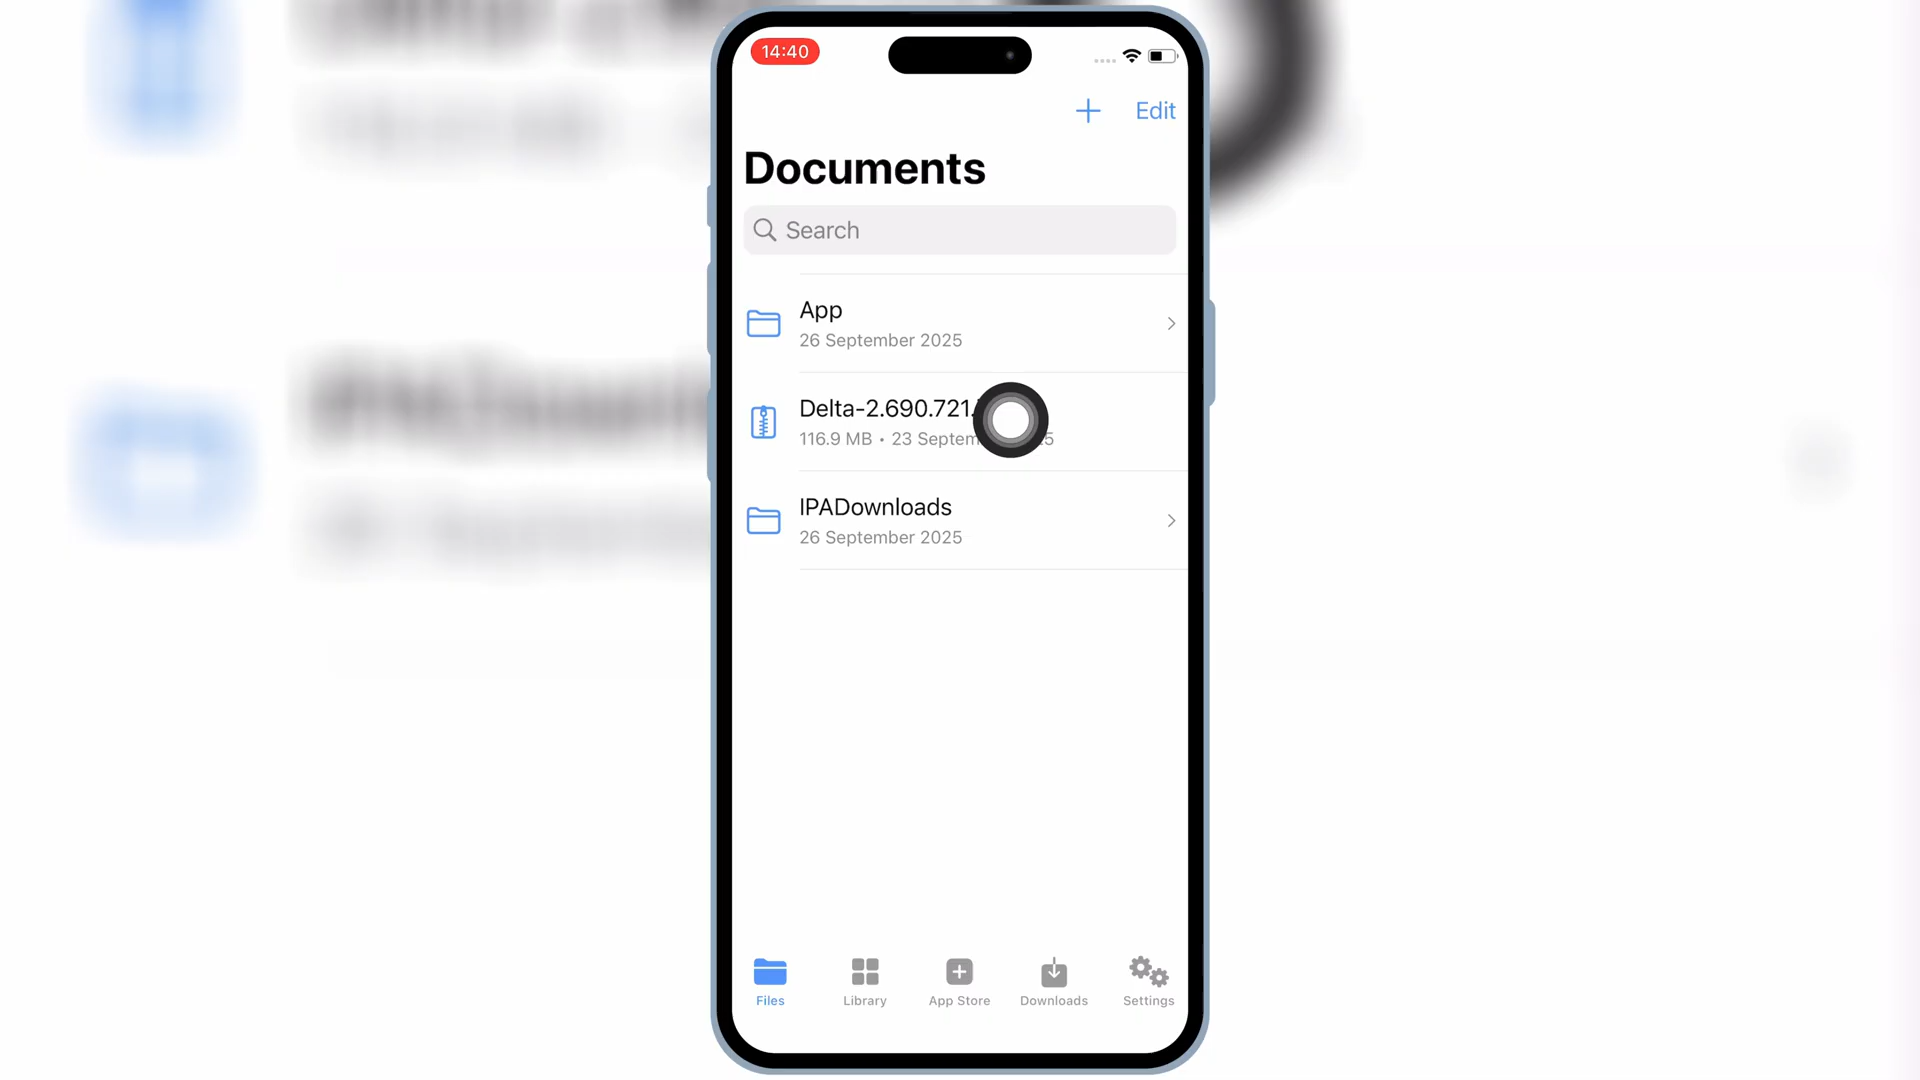 14:40
Edit
Documents
Search
App
26 September 2025
Delta-2.690.721.
116.9 MB • 23 Septem 5
IPADownloads
26 September 2025
Files
Library
App Store
Downloads
Settings